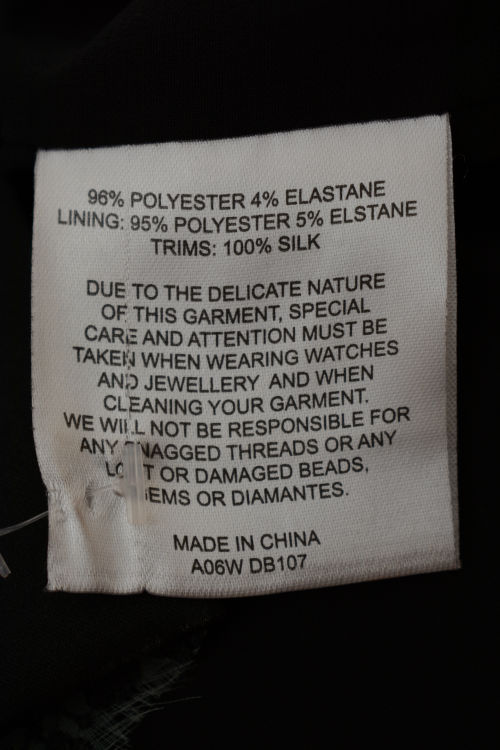 96% POLYESTER 4% ELASTANE
LINING: 95% POLYESTER 5% ELSTANE
TRIMS: 100% SILK
DUE TO THE DELICATE NATURE
OF THIS GARMENT, SPECIAL
CARE AND ATTENTION MUST BE
TAKEN WHEN WEARING WATCHES
AND JEWELLERY AND WHEN
CLEANING YOUR GARMENT.
WE WILL NOT BE RESPONSIBLE FOR
ANY SNAGGED THREADS OR ANY
LOST OR DAMAGED BEADS,
GEMS OR DIAMANTES.
MADE IN CHINA
A06W DB107